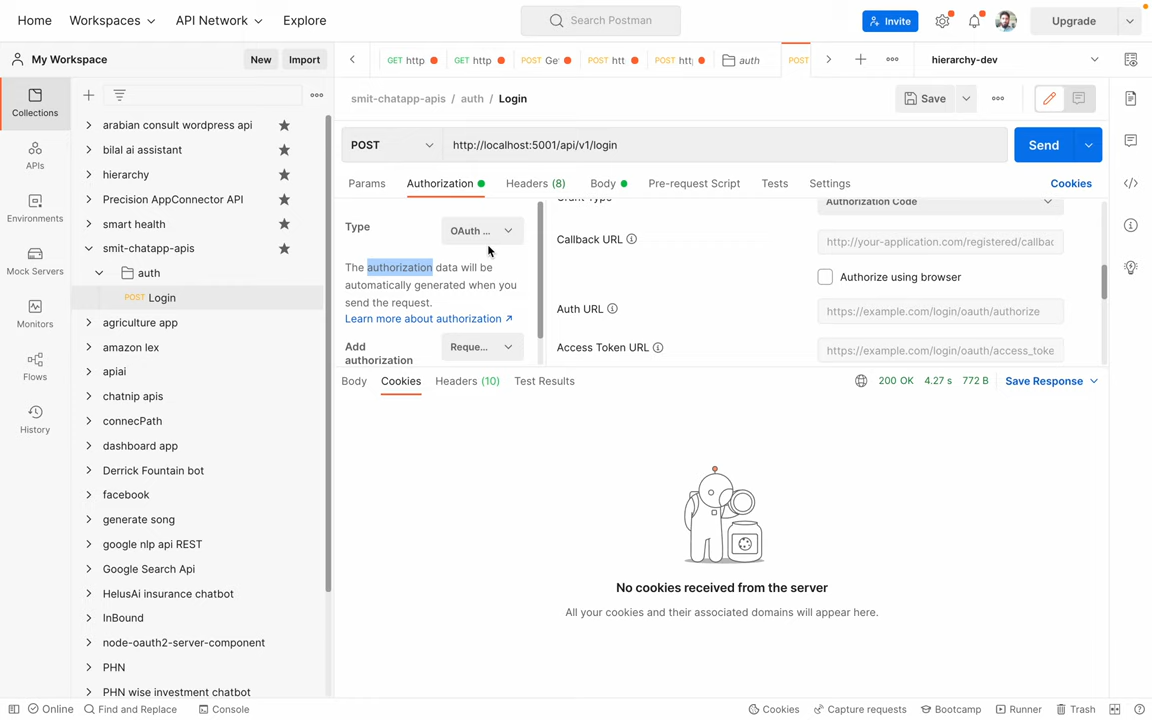 Home Workspaces API Network Explore Search Postman Invite Upgrade
My Workspace New Import GET http GET http POST Ge POST htt POST htt auth POST hierarchy-dev
smit-chatapp-apis / auth / Login Save
Collections
APIs
Environments
Mock Servers
Monitors
Flows
History
arabian consult wordpress api
bilal ai assistant
hierarchy
Precision AppConnector API
smart health
smit-chatapp-apis
auth
POST Login
agriculture app
amazon lex
apiai
chatnip apis
connecPath
dashboard app
Derrick Fountain bot
facebook
generate song
google nlp api REST
Google Search Api
HelusAi insurance chatbot
InBound
node-oauth2-server-component
PHN
PHN wise investment chatbot
POST http://localhost:5001/api/v1/login Send
Params Authorization Headers (8) Body Pre-request Script Tests Settings Cookies
Type OAuth ...
The authorization data will be
automatically generated when you
send the request.
Learn more about authorization ↗
Add
authorization
Reque...
Grant Type Authorization Code
Callback URL http://your-application.com/registered/callbac
Authorize using browser
Auth URL https://example.com/login/oauth/authorize
Access Token URL https://example.com/login/oauth/access_toke
Body Cookies Headers (10) Test Results 200 OK 4.27 s 772 B Save Response
No cookies received from the server
All your cookies and their associated domains will appear here.
Online Find and Replace Console Cookies Capture requests Bootcamp Runner Trash